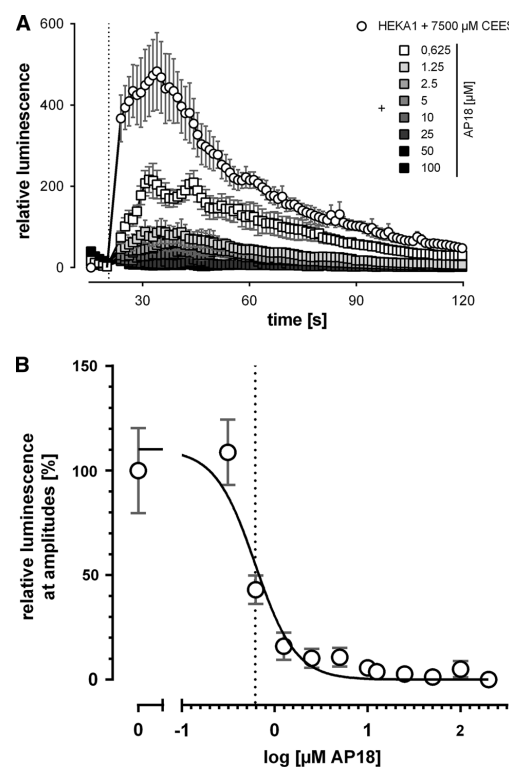 A
600
400
200
0
relative luminescence
30
60
90
120
time [s]
HEKA1 + 7500 µM CEES
+
0,625
1.25
2.5
5
10
25
50
100
AP18 [µM]
B
150
100
50
0
relative luminescence
at amplitudes [%]
0
-1
0
1
2
log [µM AP18]